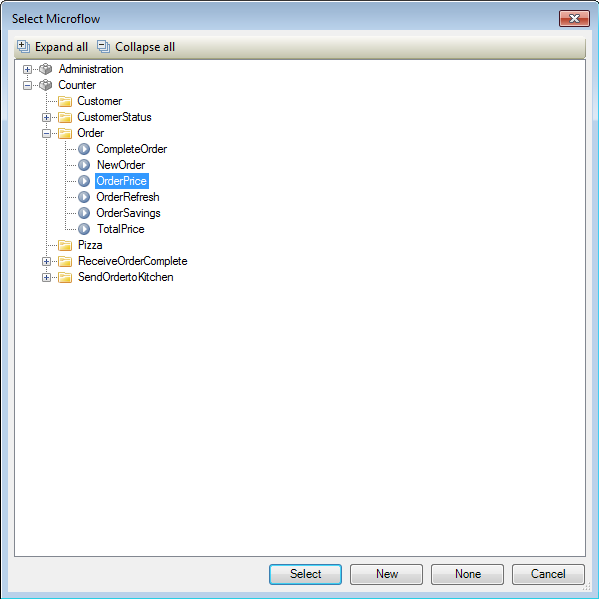 Select Microflow
Expand all Collapse all
Administration
Counter
Customer
CustomerStatus
Order
CompleteOrder
NewOrder
OrderPrice
OrderRefresh
OrderSavings
TotalPrice
Pizza
ReceiveOrderComplete
SendOrdertoKitchen
Select New None Cancel